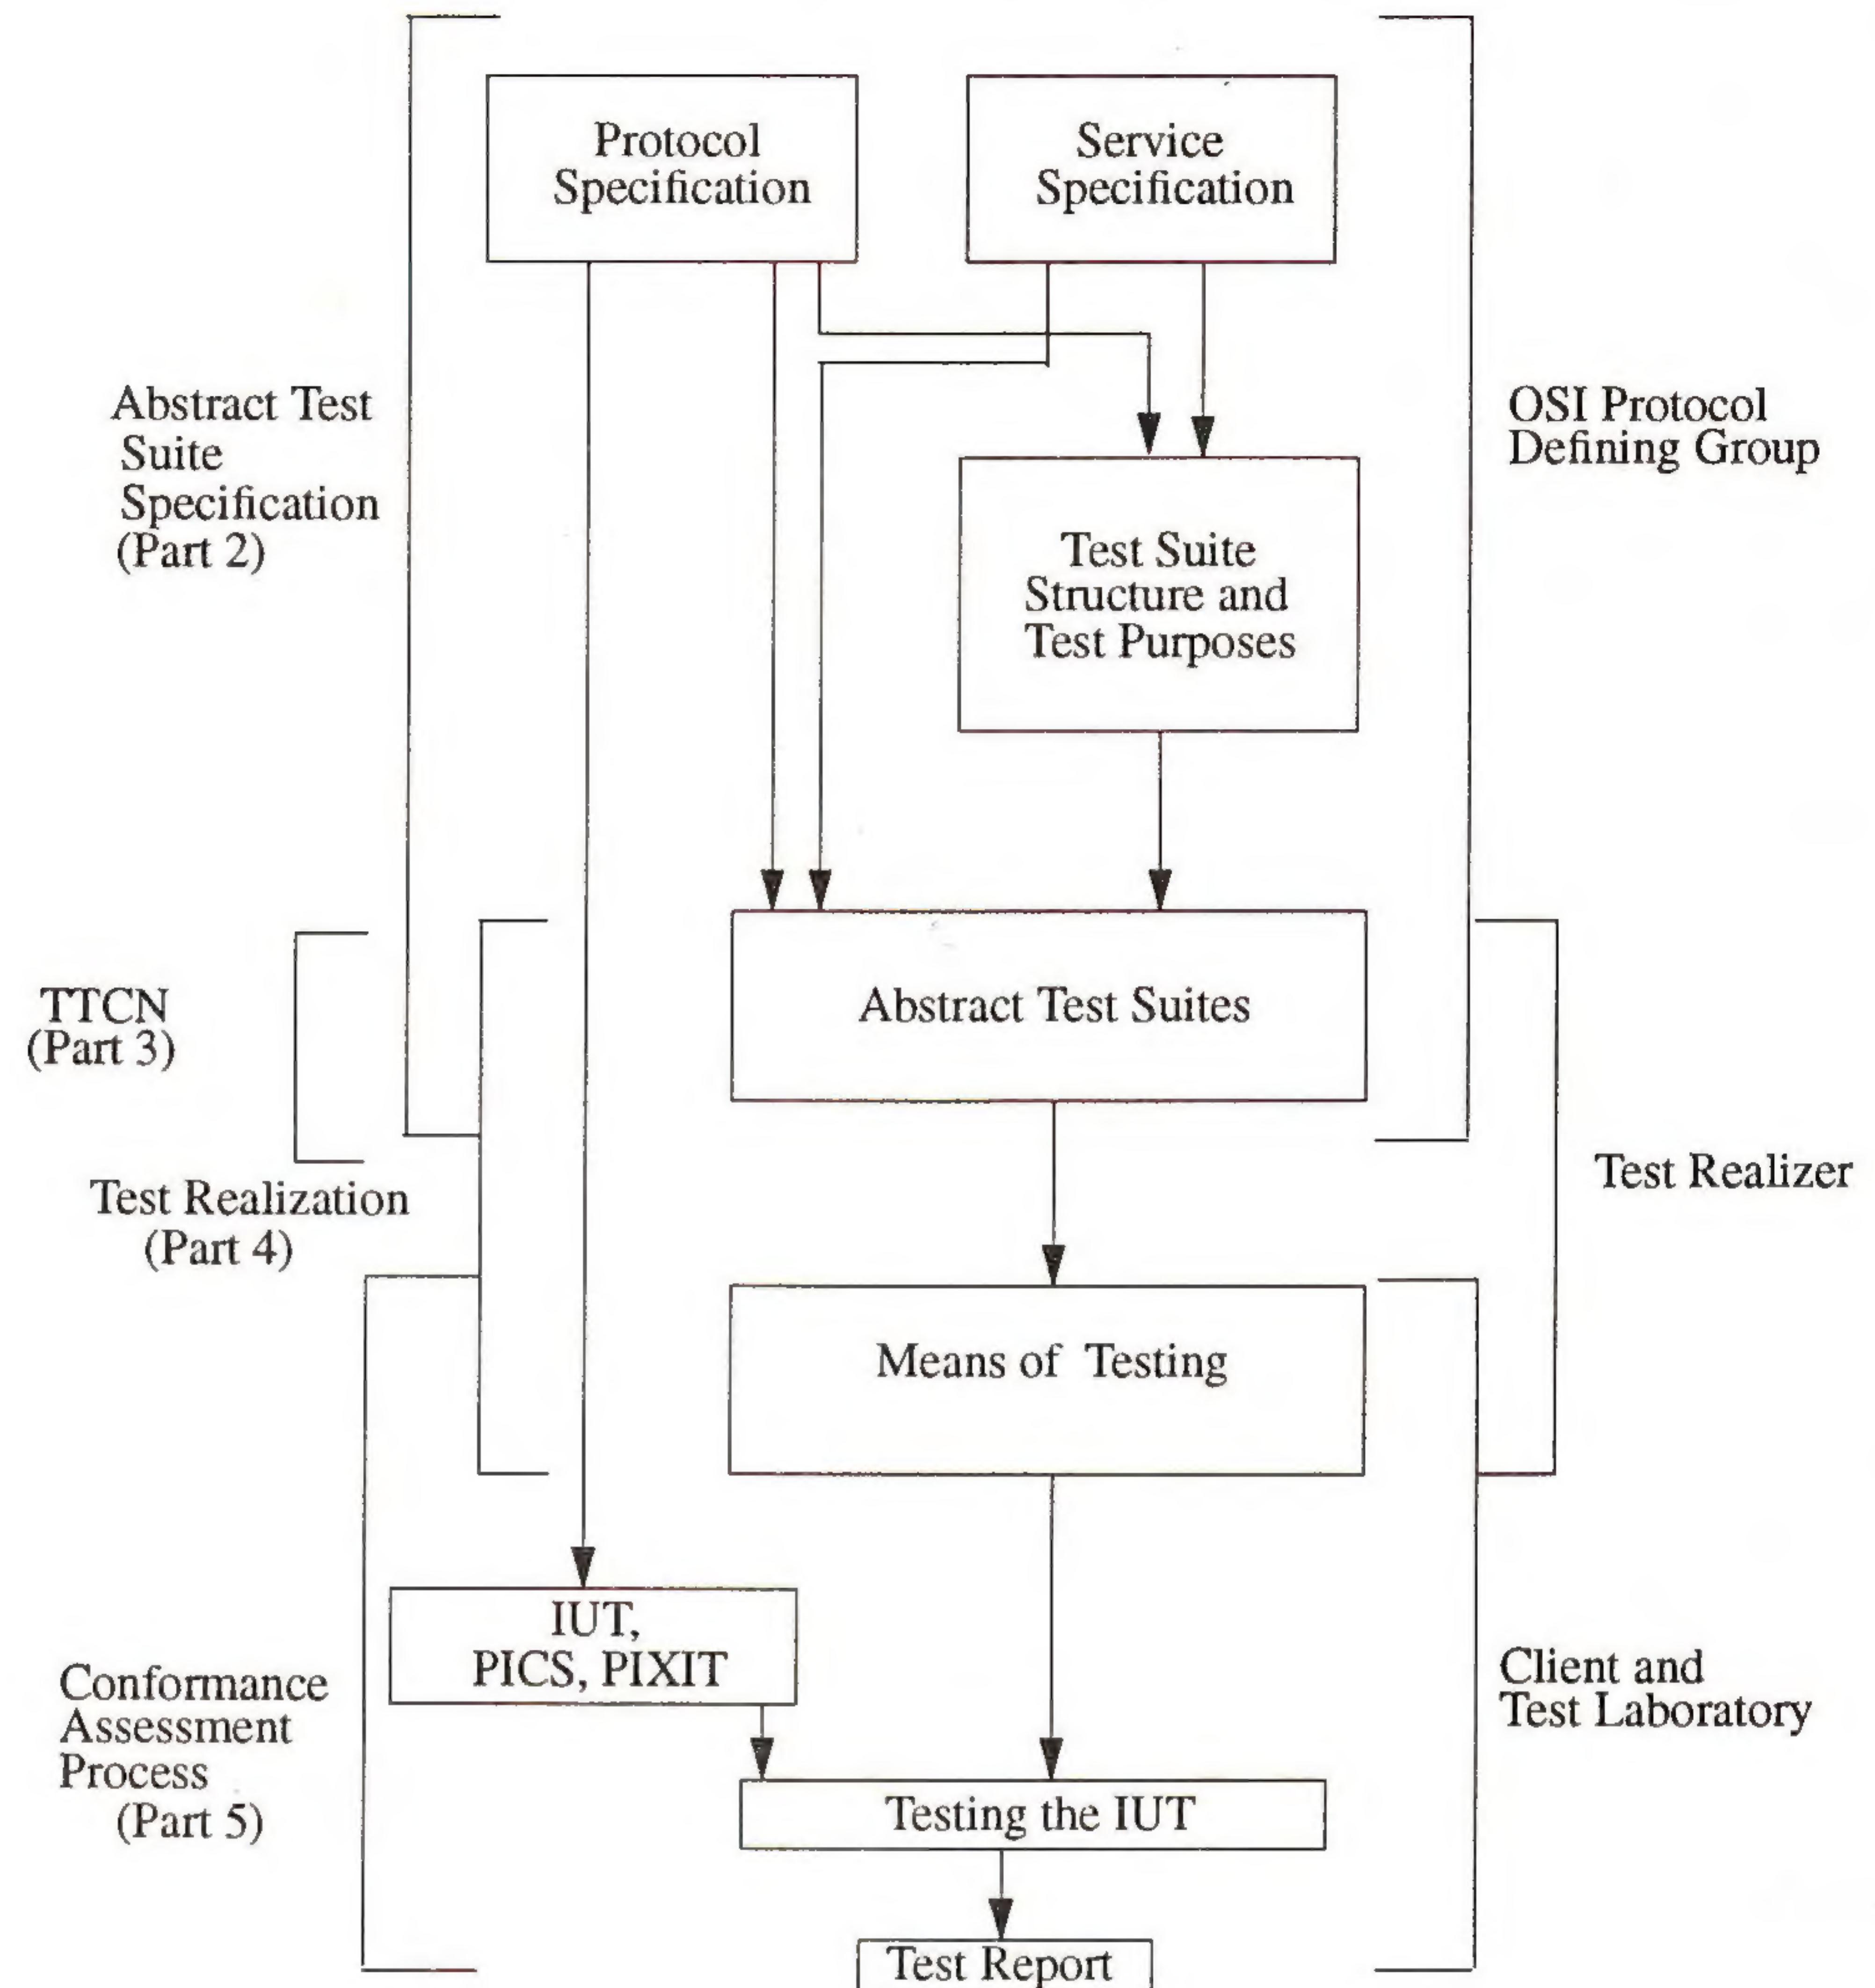 Protocol
Specification
Service
Specification
Abstract Test
Suite
Specification
(Part 2)
OSI Protocol
Defining Group
Test Suite
Structure and
Test Purposes
TTCN
(Part 3)
Abstract Test Suites
Test Realization
(Part 4)
Test Realizer
Means of Testing
IUT,
PICS, PIXIT
Conformance
Assessment
Process
(Part 5)
Client and
Test Laboratory
Testing the IUT
Test Report